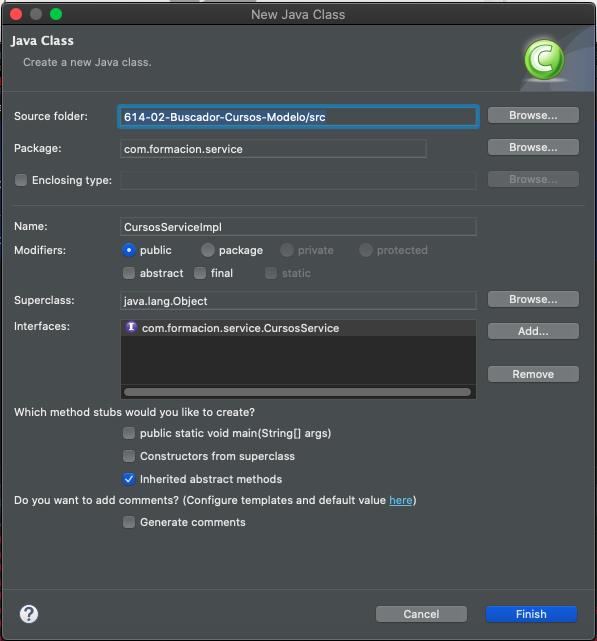 New Java Class
Java Class
Create a new Java class.
C
Source folder: 614-02-Buscador-Cursos-Modelo/src Browse...
Package: com.formacion.service Browse...
Enclosing type: Browse...
Name: CursosServiceImpl
Modifiers: public package private protected
abstract final static
Superclass: java.lang.Object Browse...
Interfaces: I com.formacion.service.CursosService Add...
Remove
Which method stubs would you like to create?
public static void main(String[] args)
Constructors from superclass
Inherited abstract methods
Do you want to add comments? (Configure templates and default value here)
Generate comments
? Cancel Finish